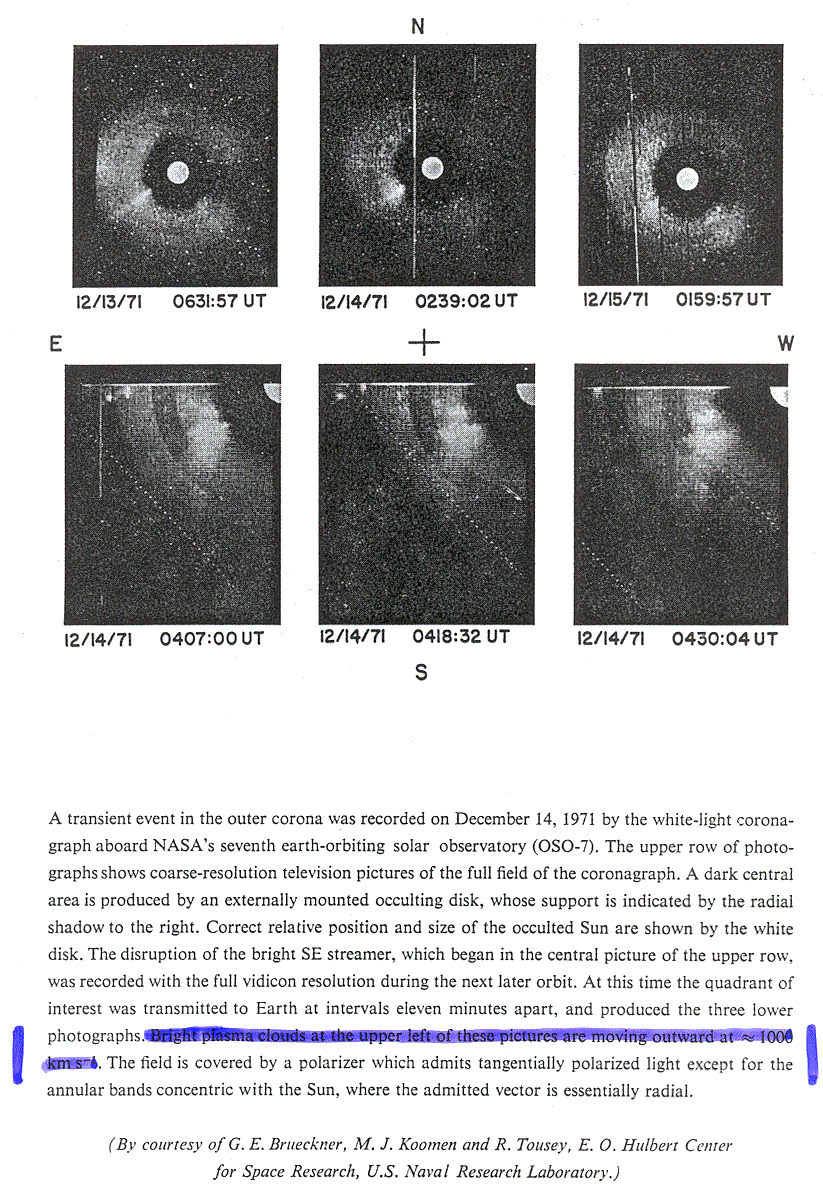 N
12/13/71 0631:57 UT 12/14/71 0239:02 UT 12/15/71 0159:57 UT
E W
12/14/71 0407:00 UT 12/14/71 0418:32 UT 12/14/71 0430:04 UT
S
A transient event in the outer corona was recorded on December 14, 1971 by the white-light corona-
graph aboard NASA's seventh earth-orbiting solar observatory (OSO-7). The upper row of photo-
graphs shows coarse-resolution television pictures of the full field of the coronagraph. A dark central
area is produced by an externally mounted occulting disk, whose support is indicated by the radial
shadow to the right. Correct relative position and size of the occulted Sun are shown by the white
disk. The disruption of the bright SE streamer, which began in the central picture of the upper row,
was recorded with the full vidicon resolution during the next later orbit. At this time the quadrant of
interest was transmitted to Earth at intervals eleven minutes apart, and produced the three lower
photographs. Bright plasma clouds at the upper left of these pictures are moving outward at ≈ 1000
km s⁻¹. The field is covered by a polarizer which admits tangentially polarized light except for the
annular bands concentric with the Sun, where the admitted vector is essentially radial.
(By courtesy of G. E. Brueckner, M. J. Koomen and R. Tousey, E. O. Hulbert Center
for Space Research, U.S. Naval Research Laboratory.)